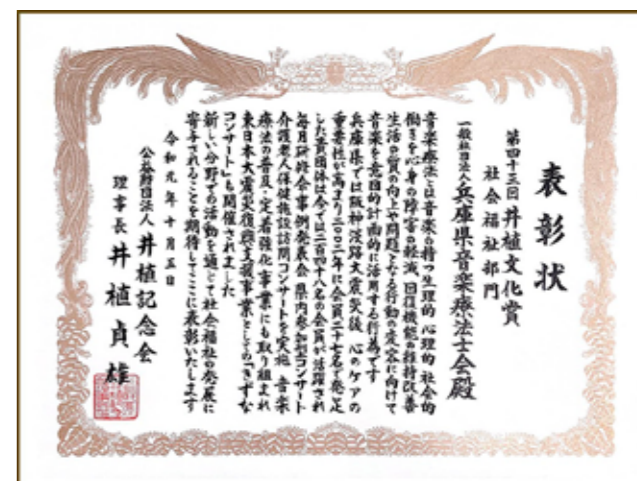 表彰状
第四十三回井植文化賞
社会福祉部門
一般社団法人兵庫県音楽療法士会殿
音楽療法とは音楽の持つ生理的心理的社会的
働きを心身の障害の軽減回復機能の維持改善
生活の質の向上や問題となる行動の変容に向けて
音楽を意図的計画的に活用する行為です
兵庫県では阪神淡路大震災後心のケアの
重要性が高まり二〇〇二年に会員二十七名で発足
した貴団体は今では二百四十八名の会員が活躍され
毎月研修会事例発表会県内参加型コンサート
介護老人保健施設訪問コンサートを実施音楽
療法の普及・定着強化事業にも取り組まれ
東日本大震災復興支援事業としての「きずな
コンサート」も開催されました
新しい分野での活動を通じて社会福祉の発展に
寄与されることを期待してここに表彰いたします
令和元年十月五日
公益財団法人井植記念会
理事長井植貞雄